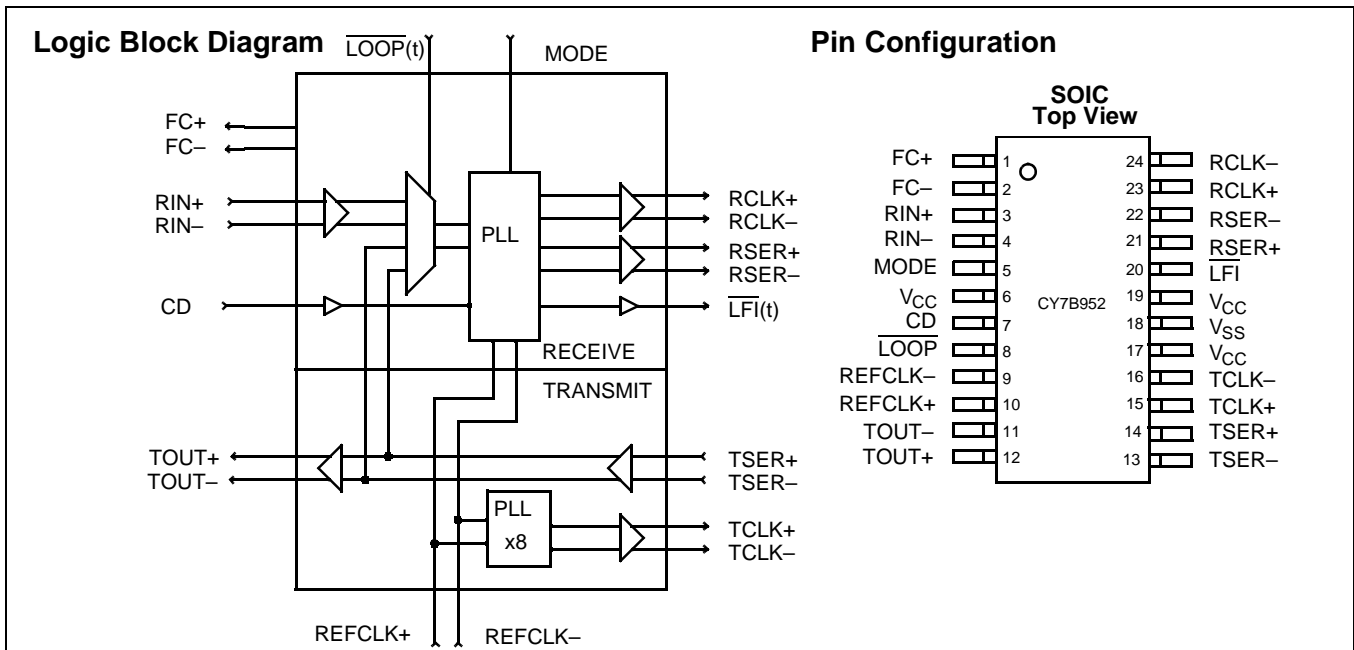 Logic Block Diagram
LOOP(t)
MODE
FC+
FC–
RIN+
RIN–
CD
PLL
RCLK+
RCLK–
RSER+
RSER–
LFI(t)
RECEIVE
TRANSMIT
TOUT+
TOUT–
TSER+
TSER–
PLL
x8
TCLK+
TCLK–
REFCLK+
REFCLK–
Pin Configuration
SOIC
Top View
FC+ 1
FC– 2
RIN+ 3
RIN– 4
MODE 5
VCC 6
CD 7
LOOP 8
REFCLK– 9
REFCLK+ 10
TOUT– 11
TOUT+ 12
CY7B952
24 RCLK–
23 RCLK+
22 RSER–
21 RSER+
20 LFI
19 VCC
18 VSS
17 VCC
16 TCLK–
15 TCLK+
14 TSER+
13 TSER–